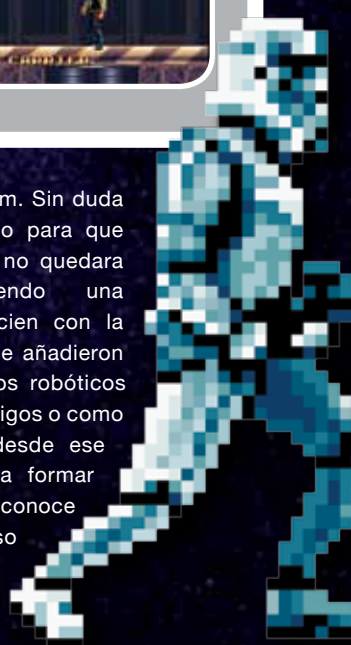 m. Sin duda
o para que
no quedara
endo una
cien con la
e añadieron
os robóticos
igos o como
desde ese
a formar
conoce
so